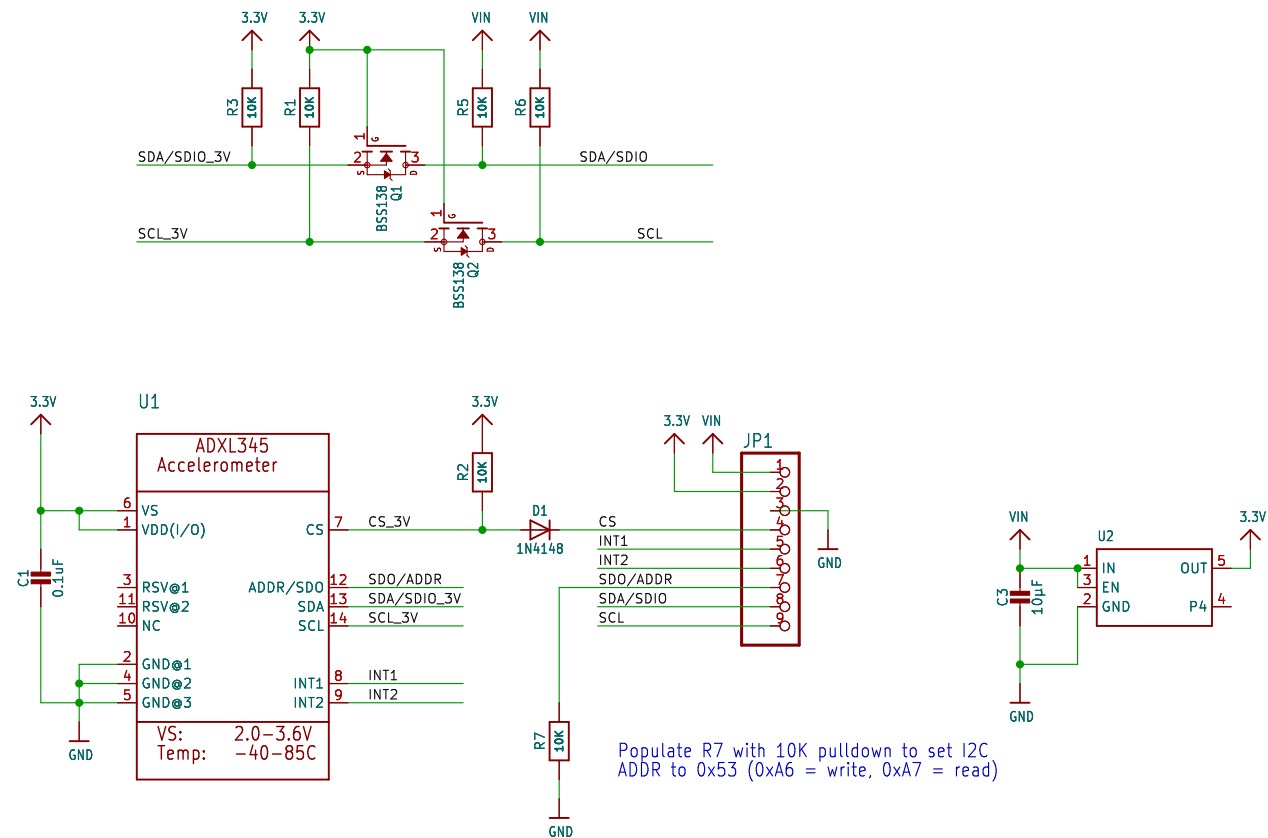 3.3V
3.3V
VIN
VIN
R3
10K
R1
10K
R5
10K
R6
10K
SDA/SDIO_3V
1
G
2
3
S
D
BSS138
Q1
SDA/SDIO
SCL_3V
1
G
2
3
S
D
BSS138
Q2
SCL
3.3V
C1
0.1uF
GND
U1
ADXL345
Accelerometer
6
VS
1
VDD(I/O)
3
RSV@1
11
RSV@2
10
NC
2
GND@1
4
GND@2
5
GND@3
CS
7
CS_3V
ADDR/SDO
12
SDO/ADDR
SDA
13
SDA/SDIO_3V
SCL
14
SCL_3V
INT1
8
INT1
INT2
9
INT2
VS: 2.0-3.6V
Temp: -40-85C
3.3V
R2
10K
D1
1N4148
3.3V
VIN
JP1
1
2
3
GND
CS
4
INT1
5
INT2
6
SDO/ADDR
7
SDA/SDIO
8
SCL
9
R7
10K
GND
Populate R7 with 10K pulldown to set I2C
ADDR to 0x53 (0xA6 = write, 0xA7 = read)
VIN
C3
10µF
GND
U2
1
IN
3
EN
2
GND
OUT
5
P4
4
3.3V